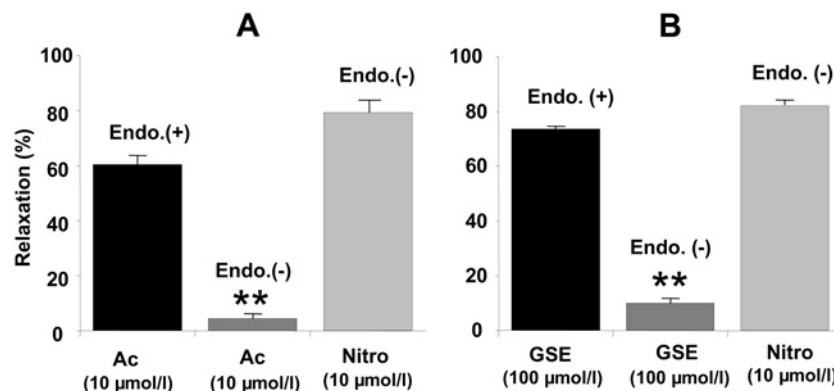 A
B
Relaxation (%)
100
80
60
40
20
0
Endo.(+)
Endo.(-)
**
Endo.(-)
Ac
(10 µmol/l)
Ac
(10 µmol/l)
Nitro
(10 µmol/l)
100
80
60
40
20
0
Endo. (+)
Endo. (-)
**
Endo. (-)
GSE
(100 µmol/l)
GSE
(100 µmol/l)
Nitro
(10 µmol/l)